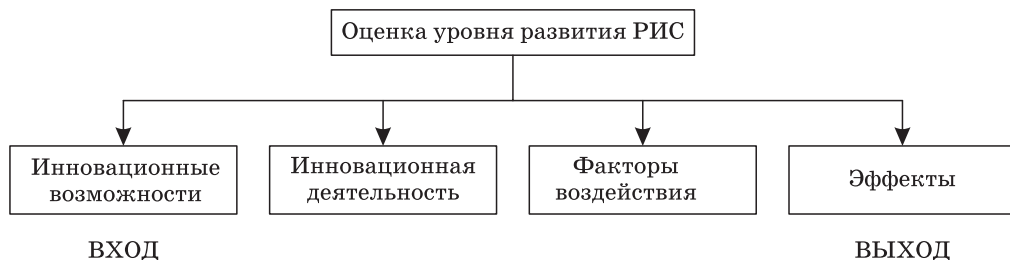 Оценка уровня развития РИС
Инновационные
возможности
Инновационная
деятельность
Факторы
воздействия
Эффекты
ВХОД
ВЫХОД